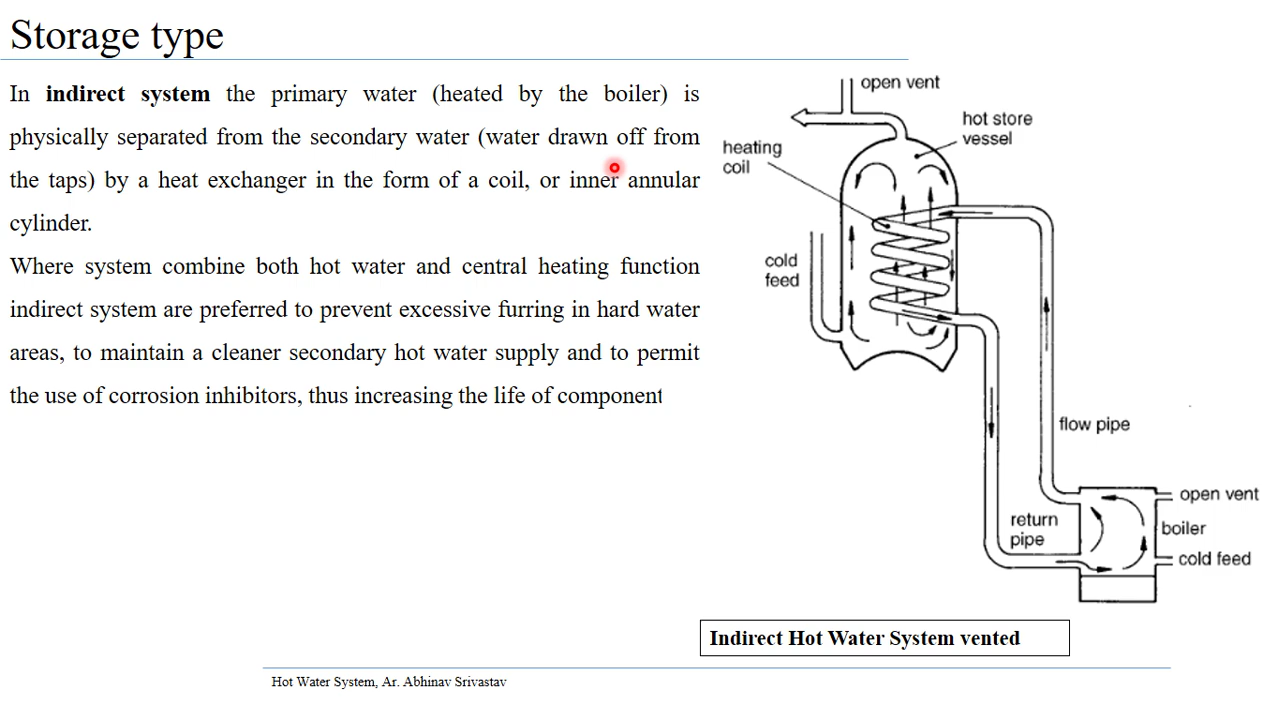 Storage type
In indirect system the primary water (heated by the boiler) is
physically separated from the secondary water (water drawn off from
the taps) by a heat exchanger in the form of a coil, or inner annular
cylinder.
Where system combine both hot water and central heating function
indirect system are preferred to prevent excessive furring in hard water
areas, to maintain a cleaner secondary hot water supply and to permit
the use of corrosion inhibitors, thus increasing the life of component
open vent
hot store
vessel
heating
coil
cold
feed
flow pipe
return
pipe
open vent
boiler
cold feed
Indirect Hot Water System vented
Hot Water System, Ar. Abhinav Srivastav